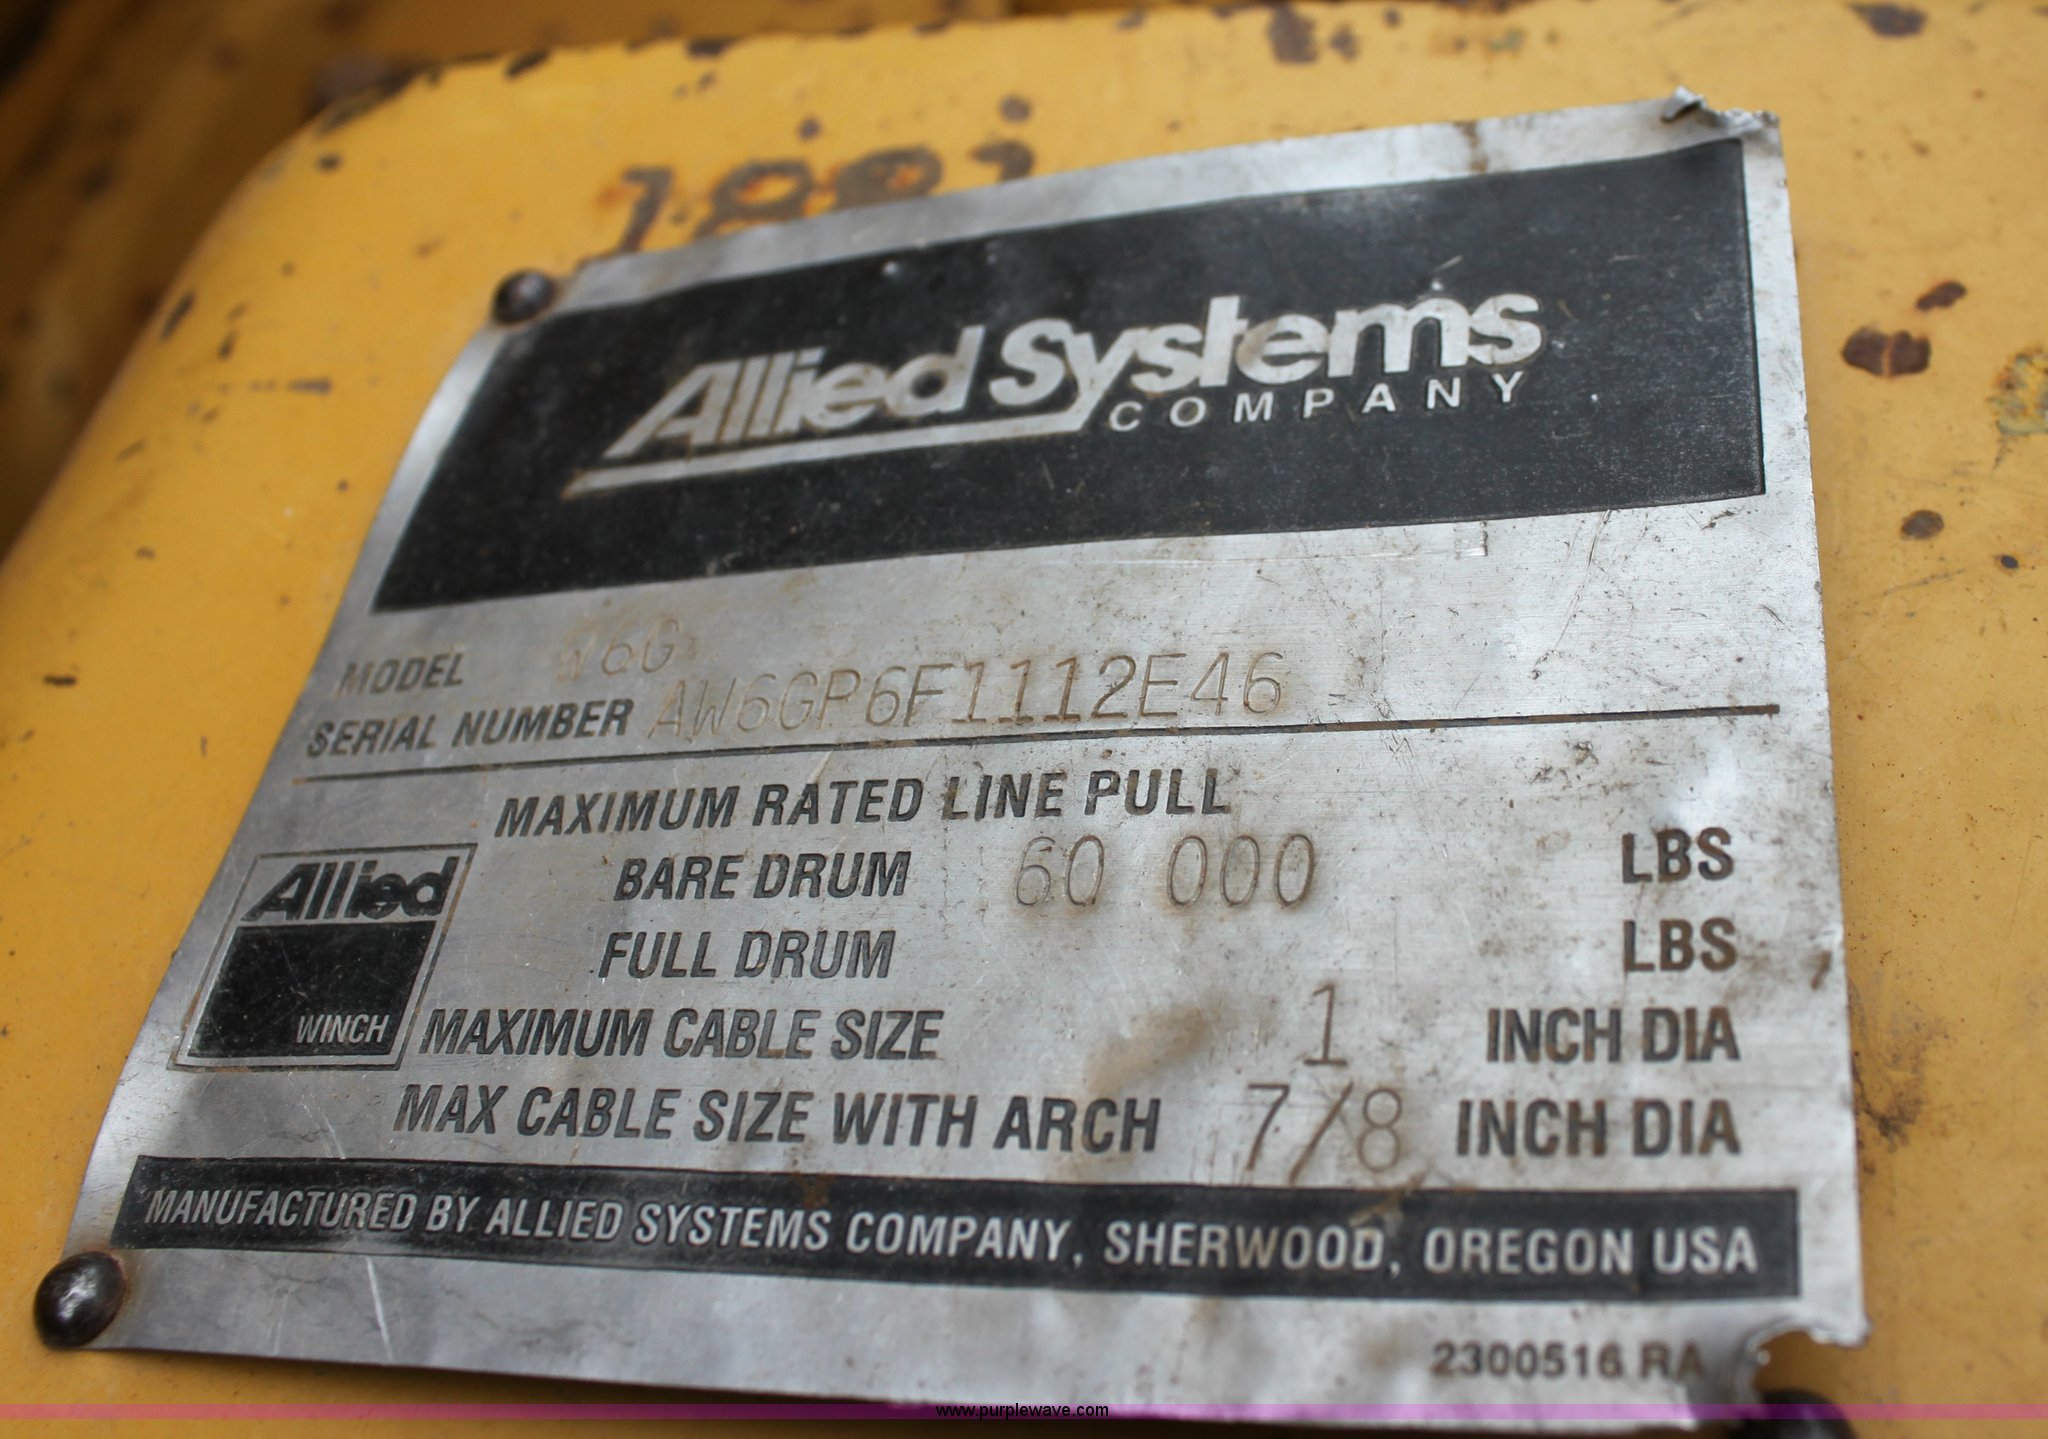 Allied Systems
COMPANY
MODEL W6G
SERIAL NUMBER AW6GP6F1112E46
MAXIMUM RATED LINE PULL
BARE DRUM 60 000 LBS
FULL DRUM LBS
Allied
WINCH
MAXIMUM CABLE SIZE 1 INCH DIA
MAX CABLE SIZE WITH ARCH 7/8 INCH DIA
MANUFACTURED BY ALLIED SYSTEMS COMPANY, SHERWOOD, OREGON USA
2300516 RA
www.purplewave.com